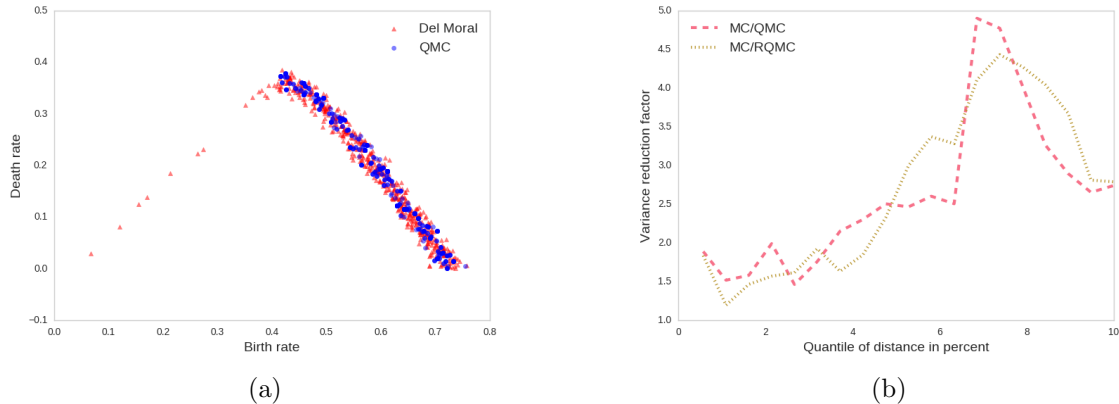 0.5
0.4
0.3
0.2
0.1
0.0
−0.1
Death rate
0.0 0.1 0.2 0.3 0.4 0.5 0.6 0.7 0.8
Birth rate
Del Moral
QMC
(a)
5.0
4.5
4.0
3.5
3.0
2.5
2.0
1.5
1.0
Variance reduction factor
0 2 4 6 8 10
Quantile of distance in percent
MC/QMC
MC/RQMC
(b)